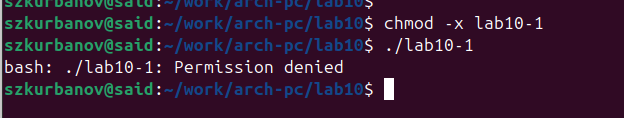 szkurbanov@said:~/work/arch-pc/lab10$ chmod -x lab10-1
szkurbanov@said:~/work/arch-pc/lab10$ ./lab10-1
bash: ./lab10-1: Permission denied
szkurbanov@said:~/work/arch-pc/lab10$